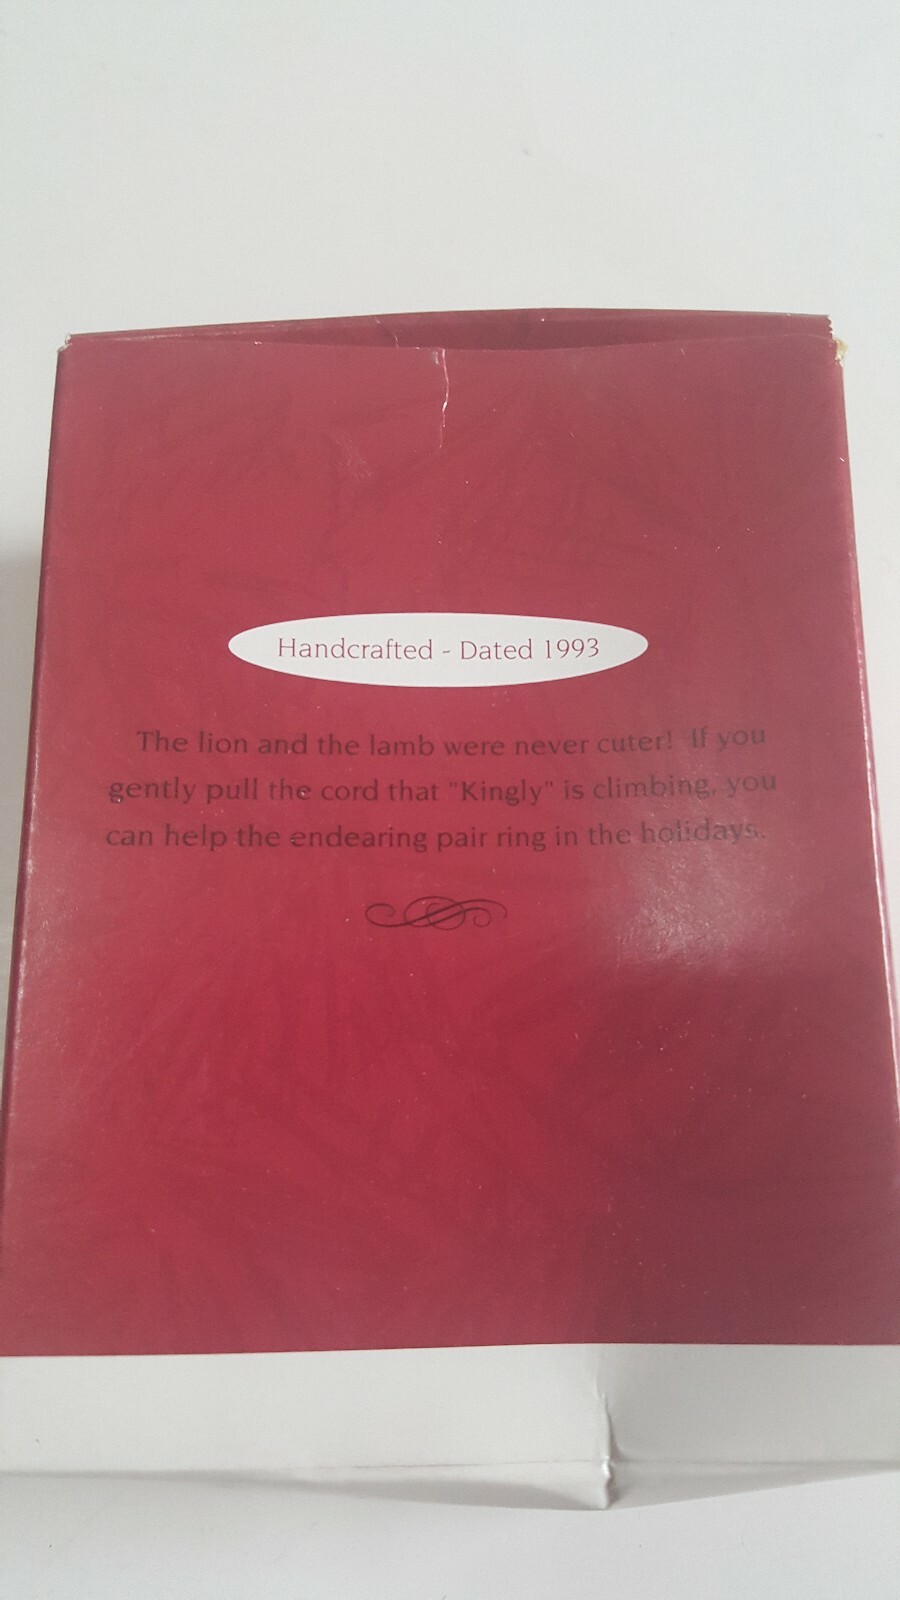 Handcrafted - Dated 1993
The lion and the lamb were never cuter! If you
gently pull the cord that "Kingly" is climbing, you
can help the endearing pair ring in the holidays.